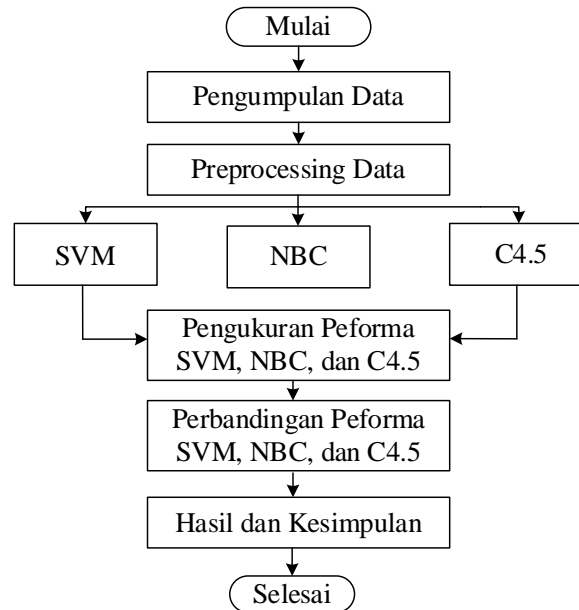 Mulai
Pengumpulan Data
Preprocessing Data
SVM
NBC
C4.5
Pengukuran Peforma
SVM, NBC, dan C4.5
Perbandingan Peforma
SVM, NBC, dan C4.5
Hasil dan Kesimpulan
Selesai